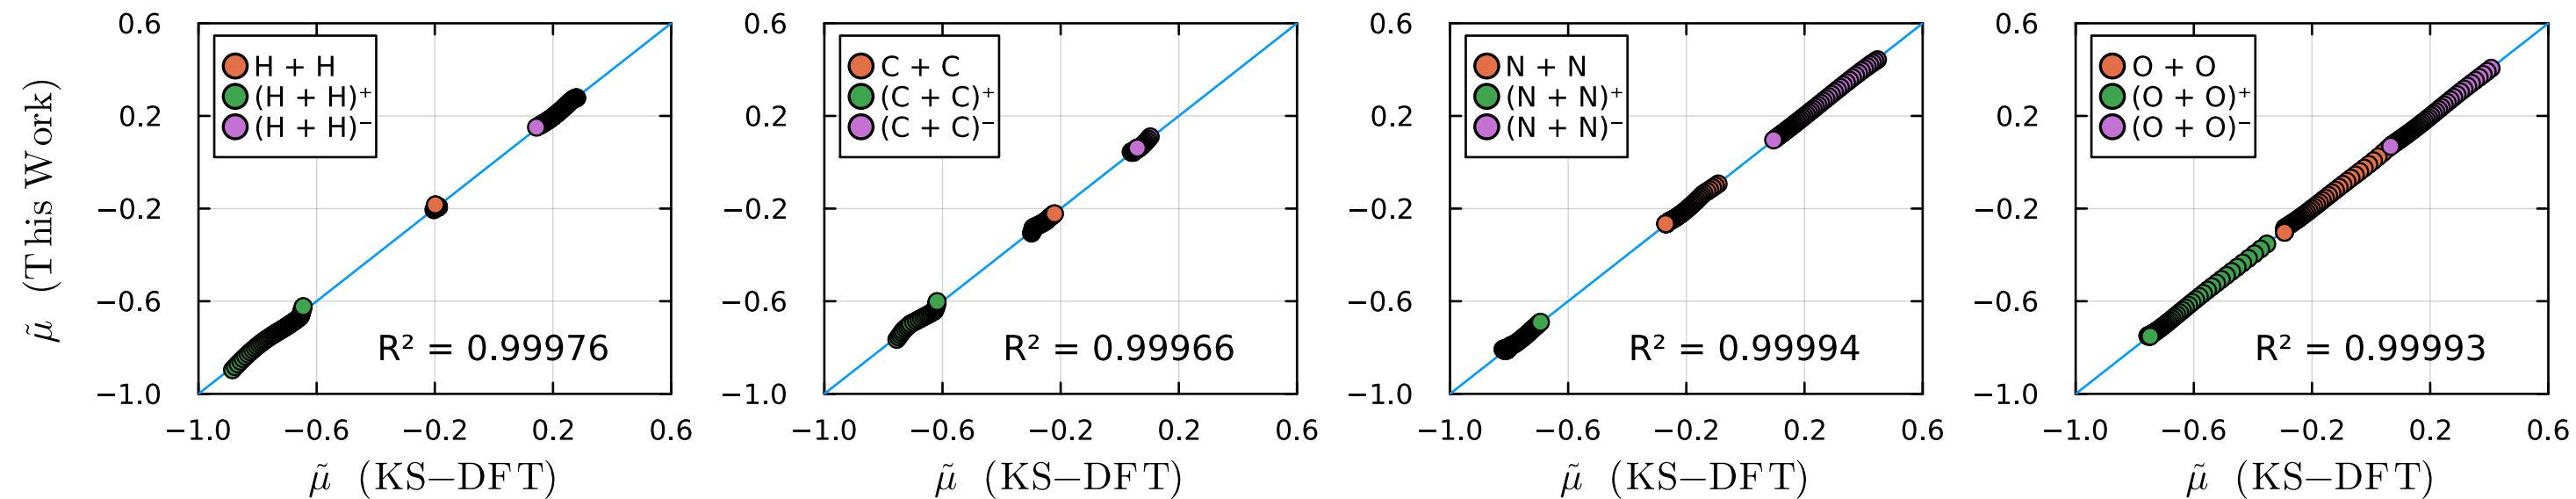 μ̃ (This Work)
0.6
0.2
−0.2
−0.6
−1.0
H + H
(H + H)⁺
(H + H)⁻
R² = 0.99976
−1.0 −0.6 −0.2 0.2 0.6
μ̃ (KS−DFT)
0.6
0.2
−0.2
−0.6
−1.0
C + C
(C + C)⁺
(C + C)⁻
R² = 0.99966
−1.0 −0.6 −0.2 0.2 0.6
μ̃ (KS−DFT)
0.6
0.2
−0.2
−0.6
−1.0
N + N
(N + N)⁺
(N + N)⁻
R² = 0.99994
−1.0 −0.6 −0.2 0.2 0.6
μ̃ (KS−DFT)
0.6
0.2
−0.2
−0.6
−1.0
O + O
(O + O)⁺
(O + O)⁻
R² = 0.99993
−1.0 −0.6 −0.2 0.2 0.6
μ̃ (KS−DFT)